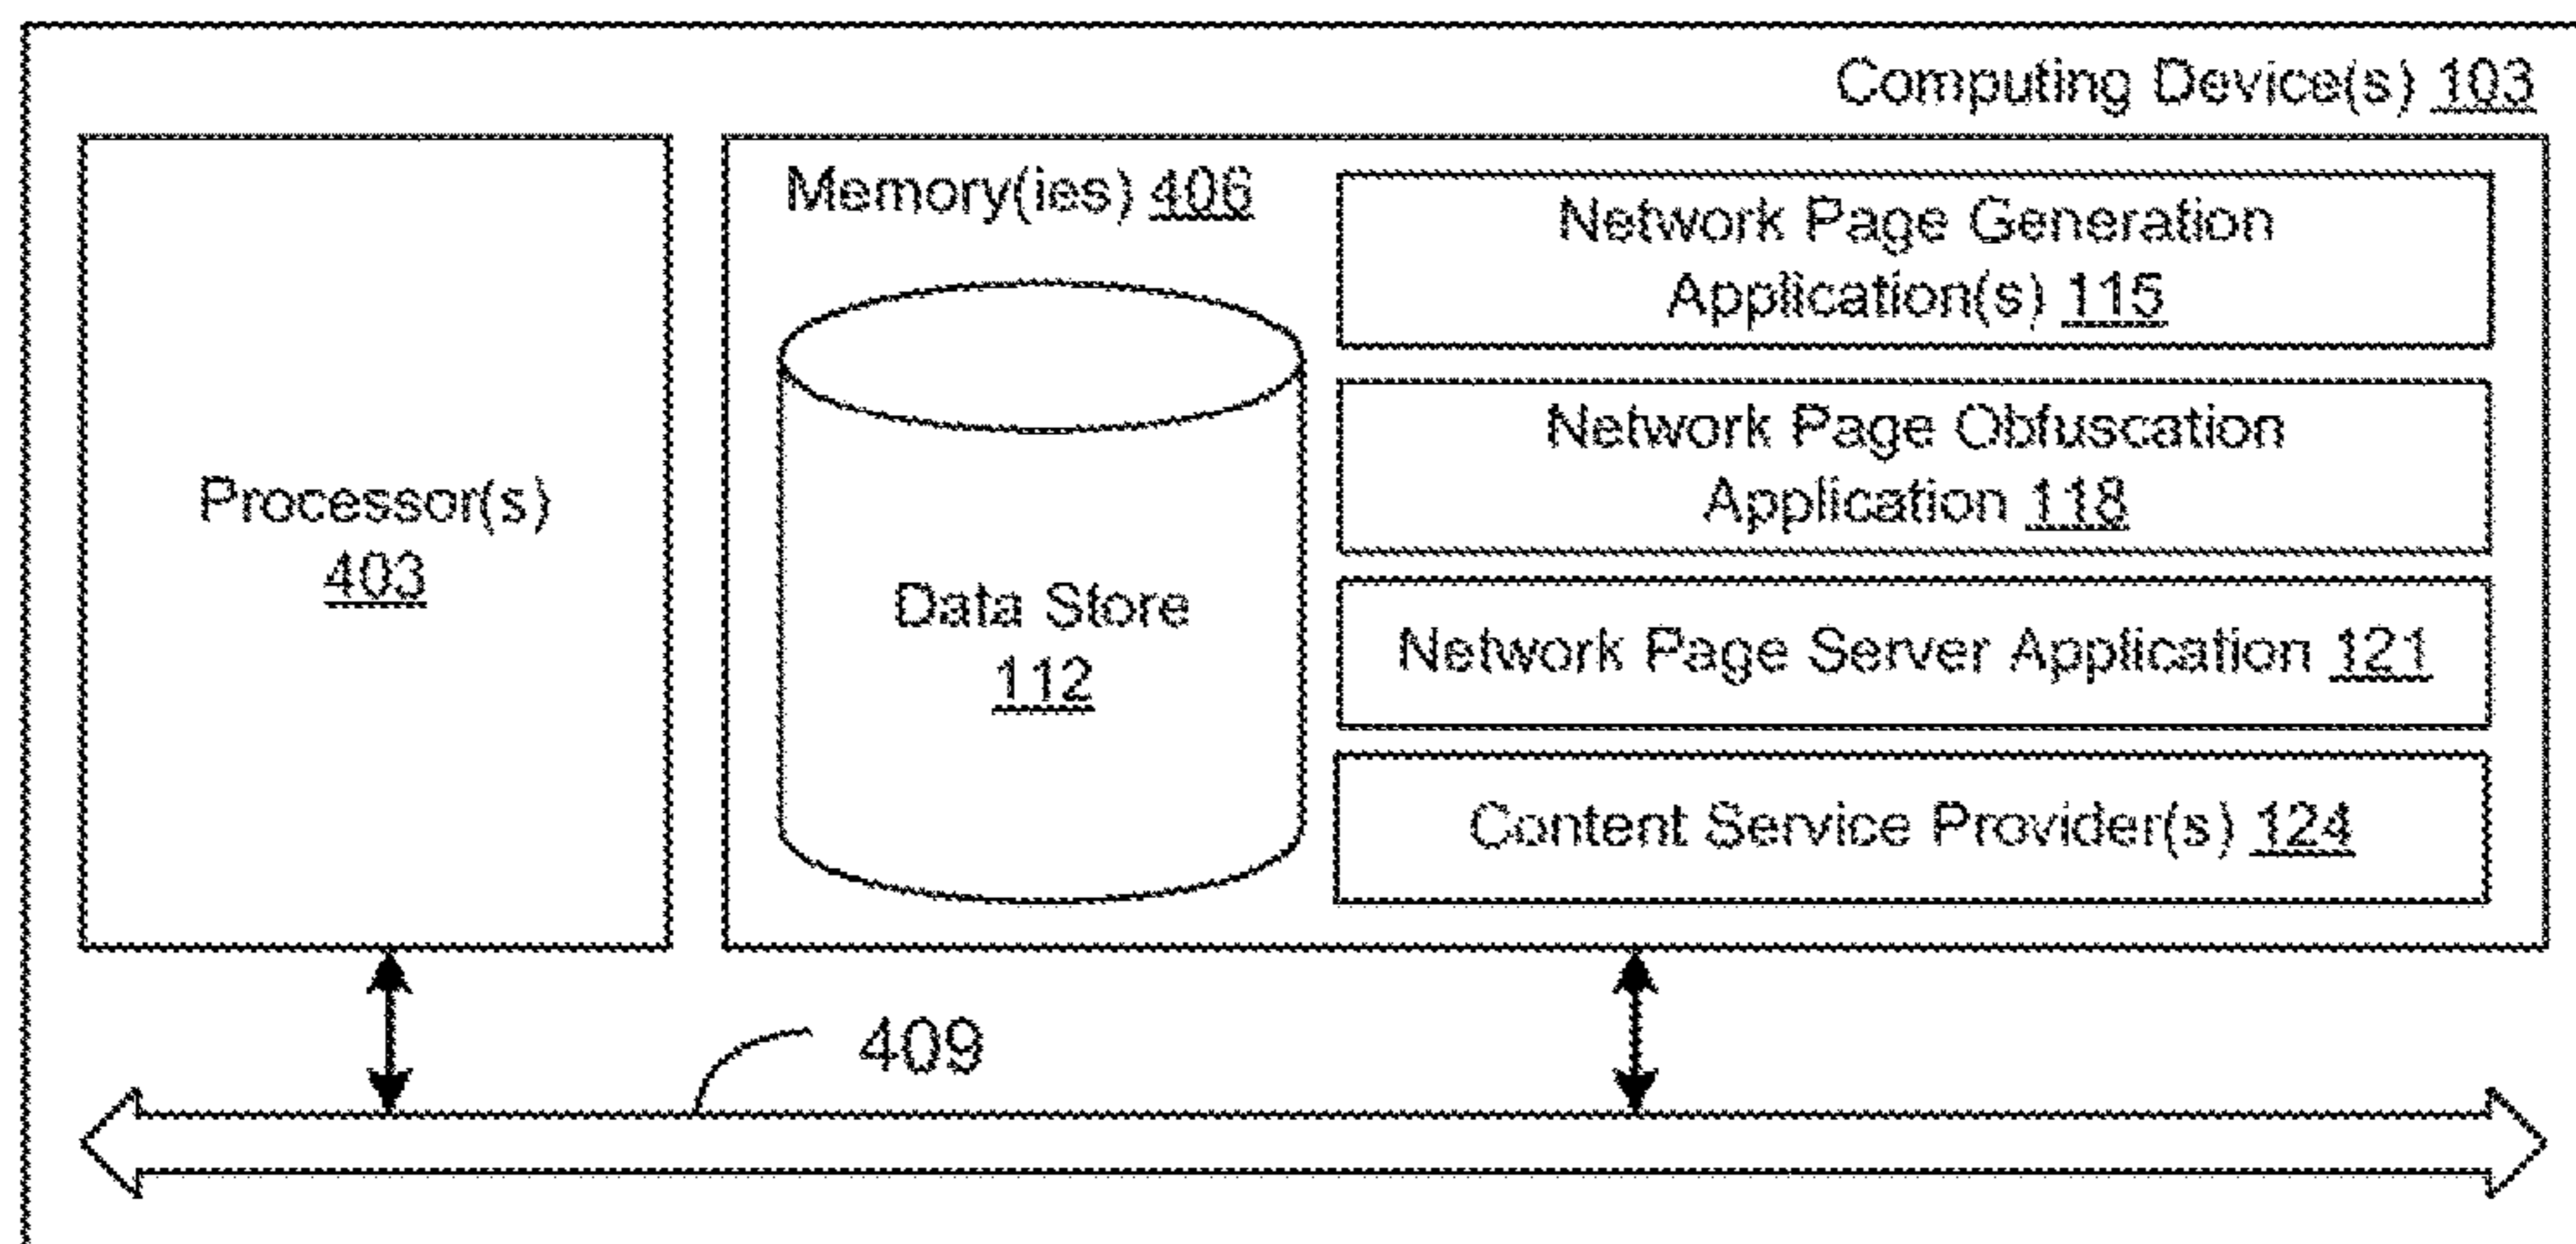 Computing Device(s) 103
Processor(s)
403
Memory(ies) 406
Data Store
112
Network Page Generation
Application(s) 115
Network Page Obfuscation
Application 118
Network Page Server Application 121
Content Service Provider(s) 124
409